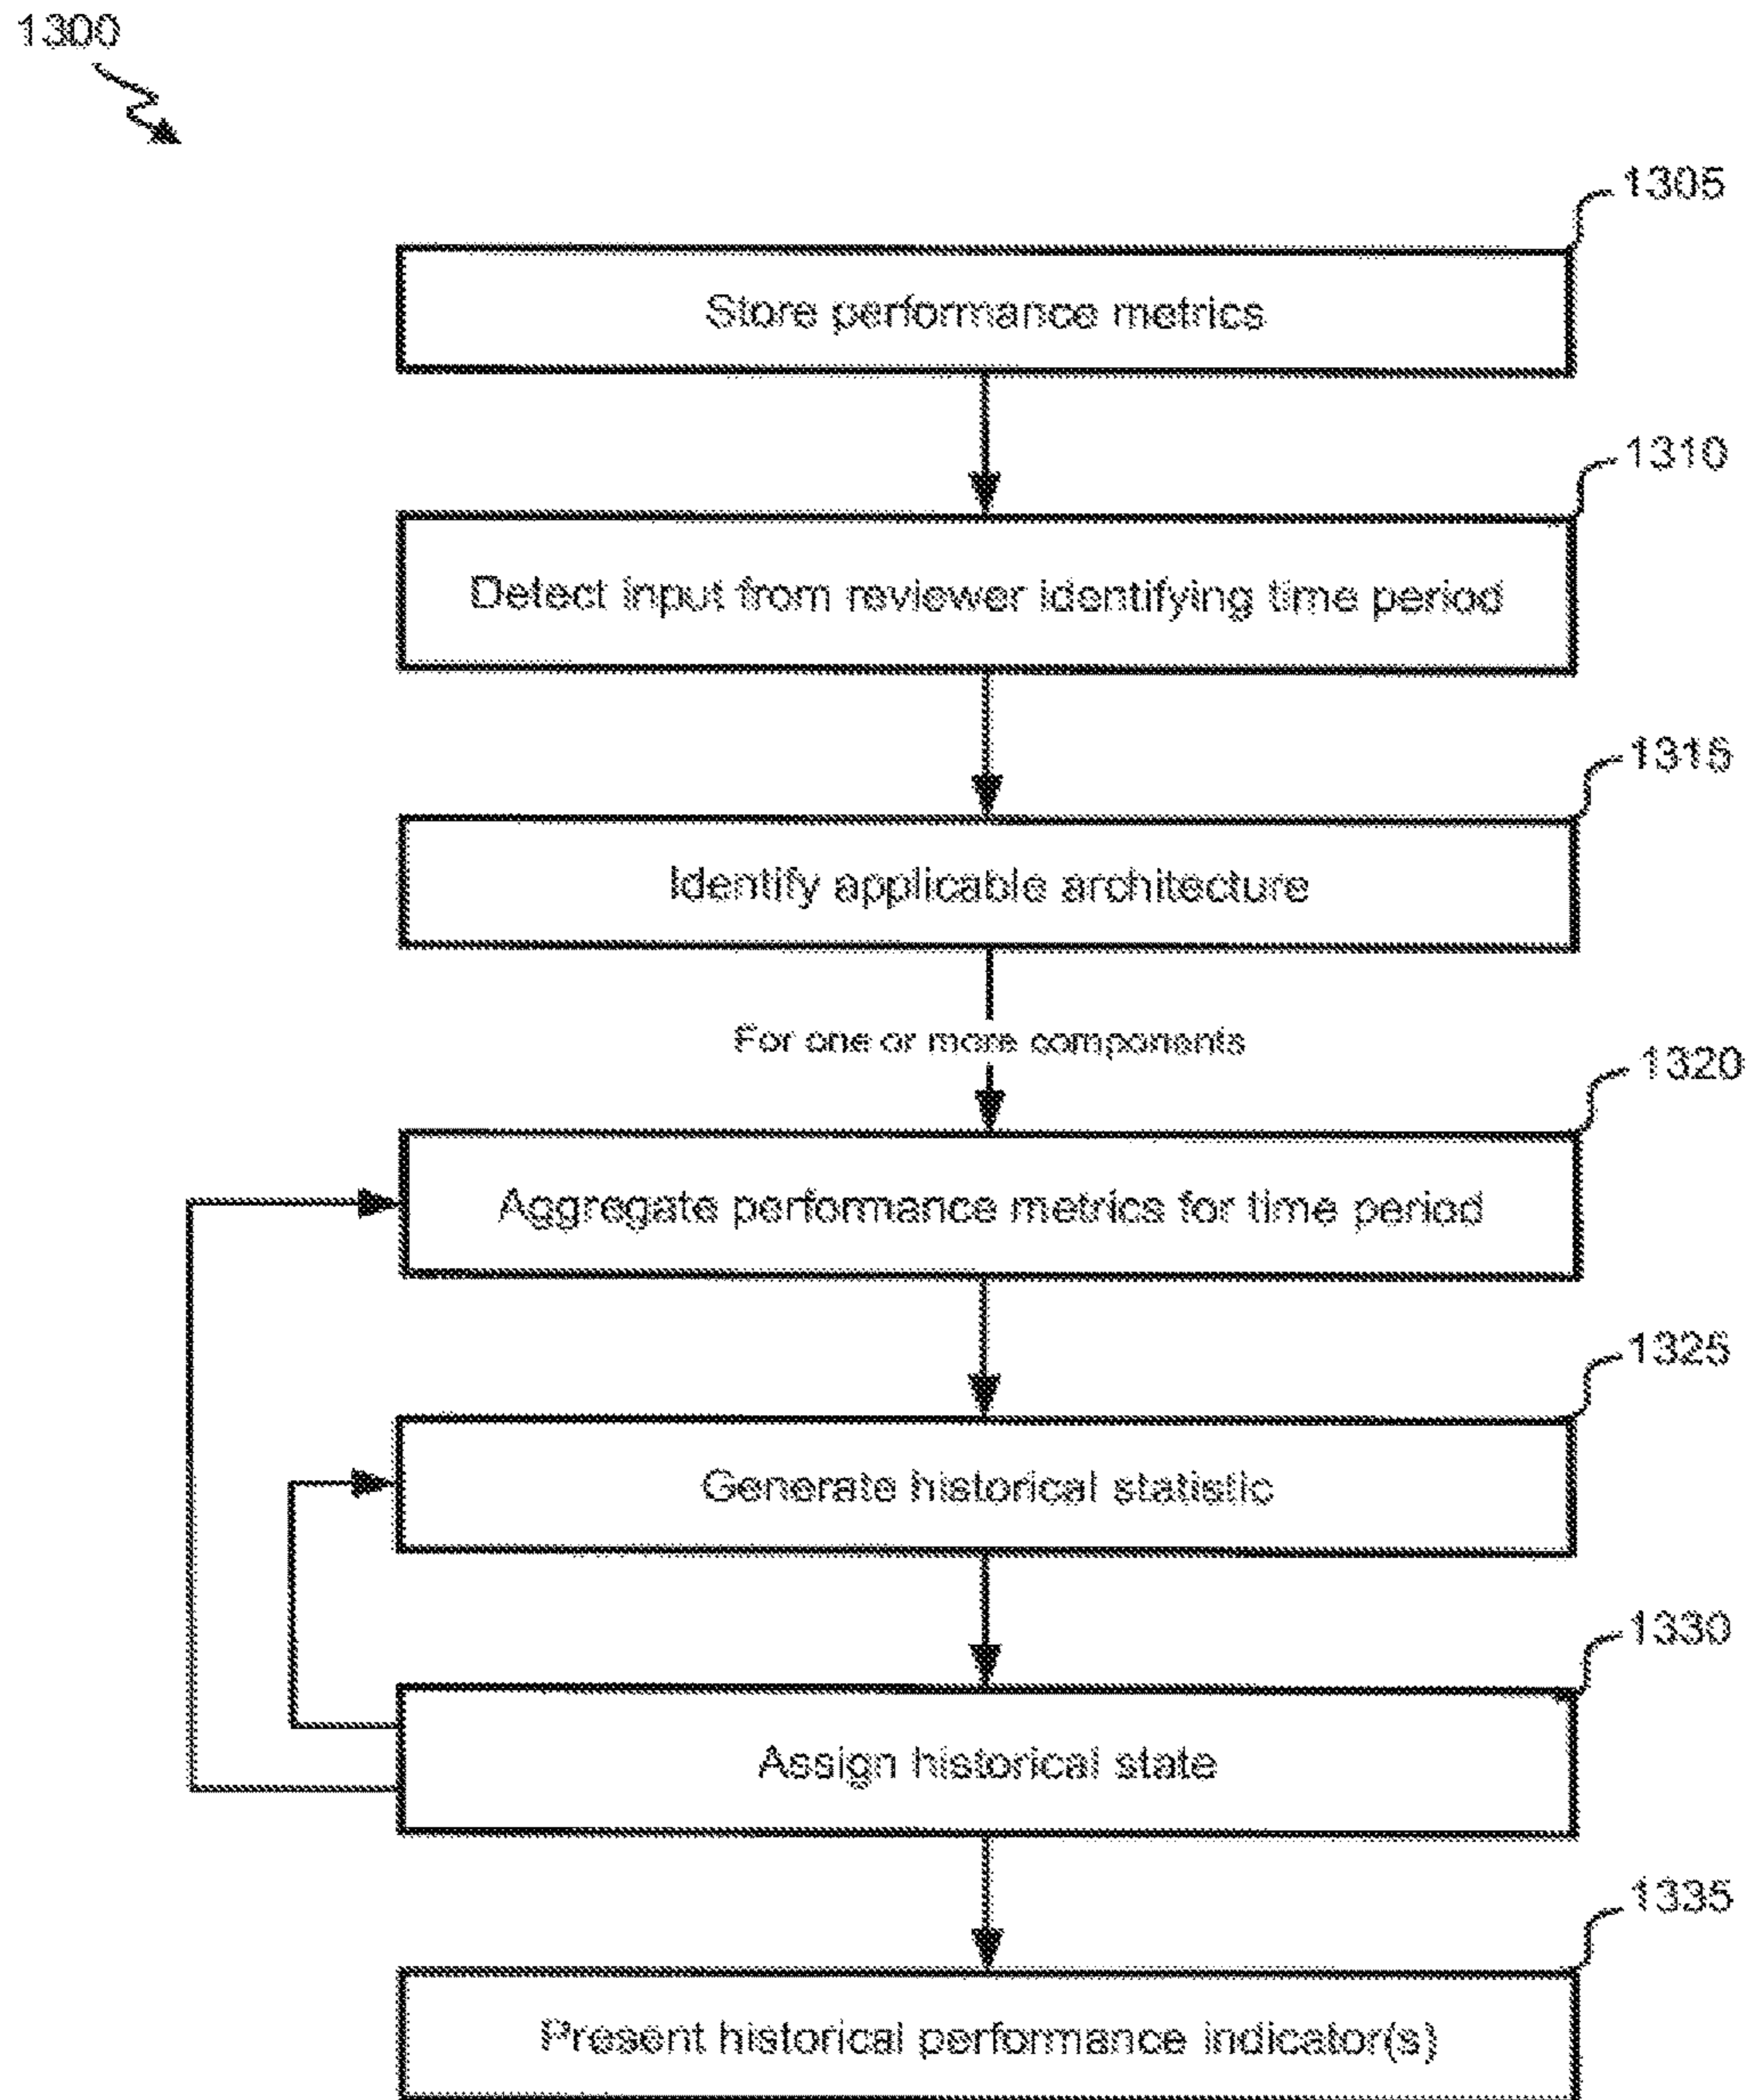 1300
1305
Store performance metrics
1310
Detect input from reviewer identifying time period
1315
Identify applicable architecture
For one or more components
1320
Aggregate performance metrics for time period
1325
Generate historical statistic
1330
Assign historical state
1335
Present historical performance indicator(s)